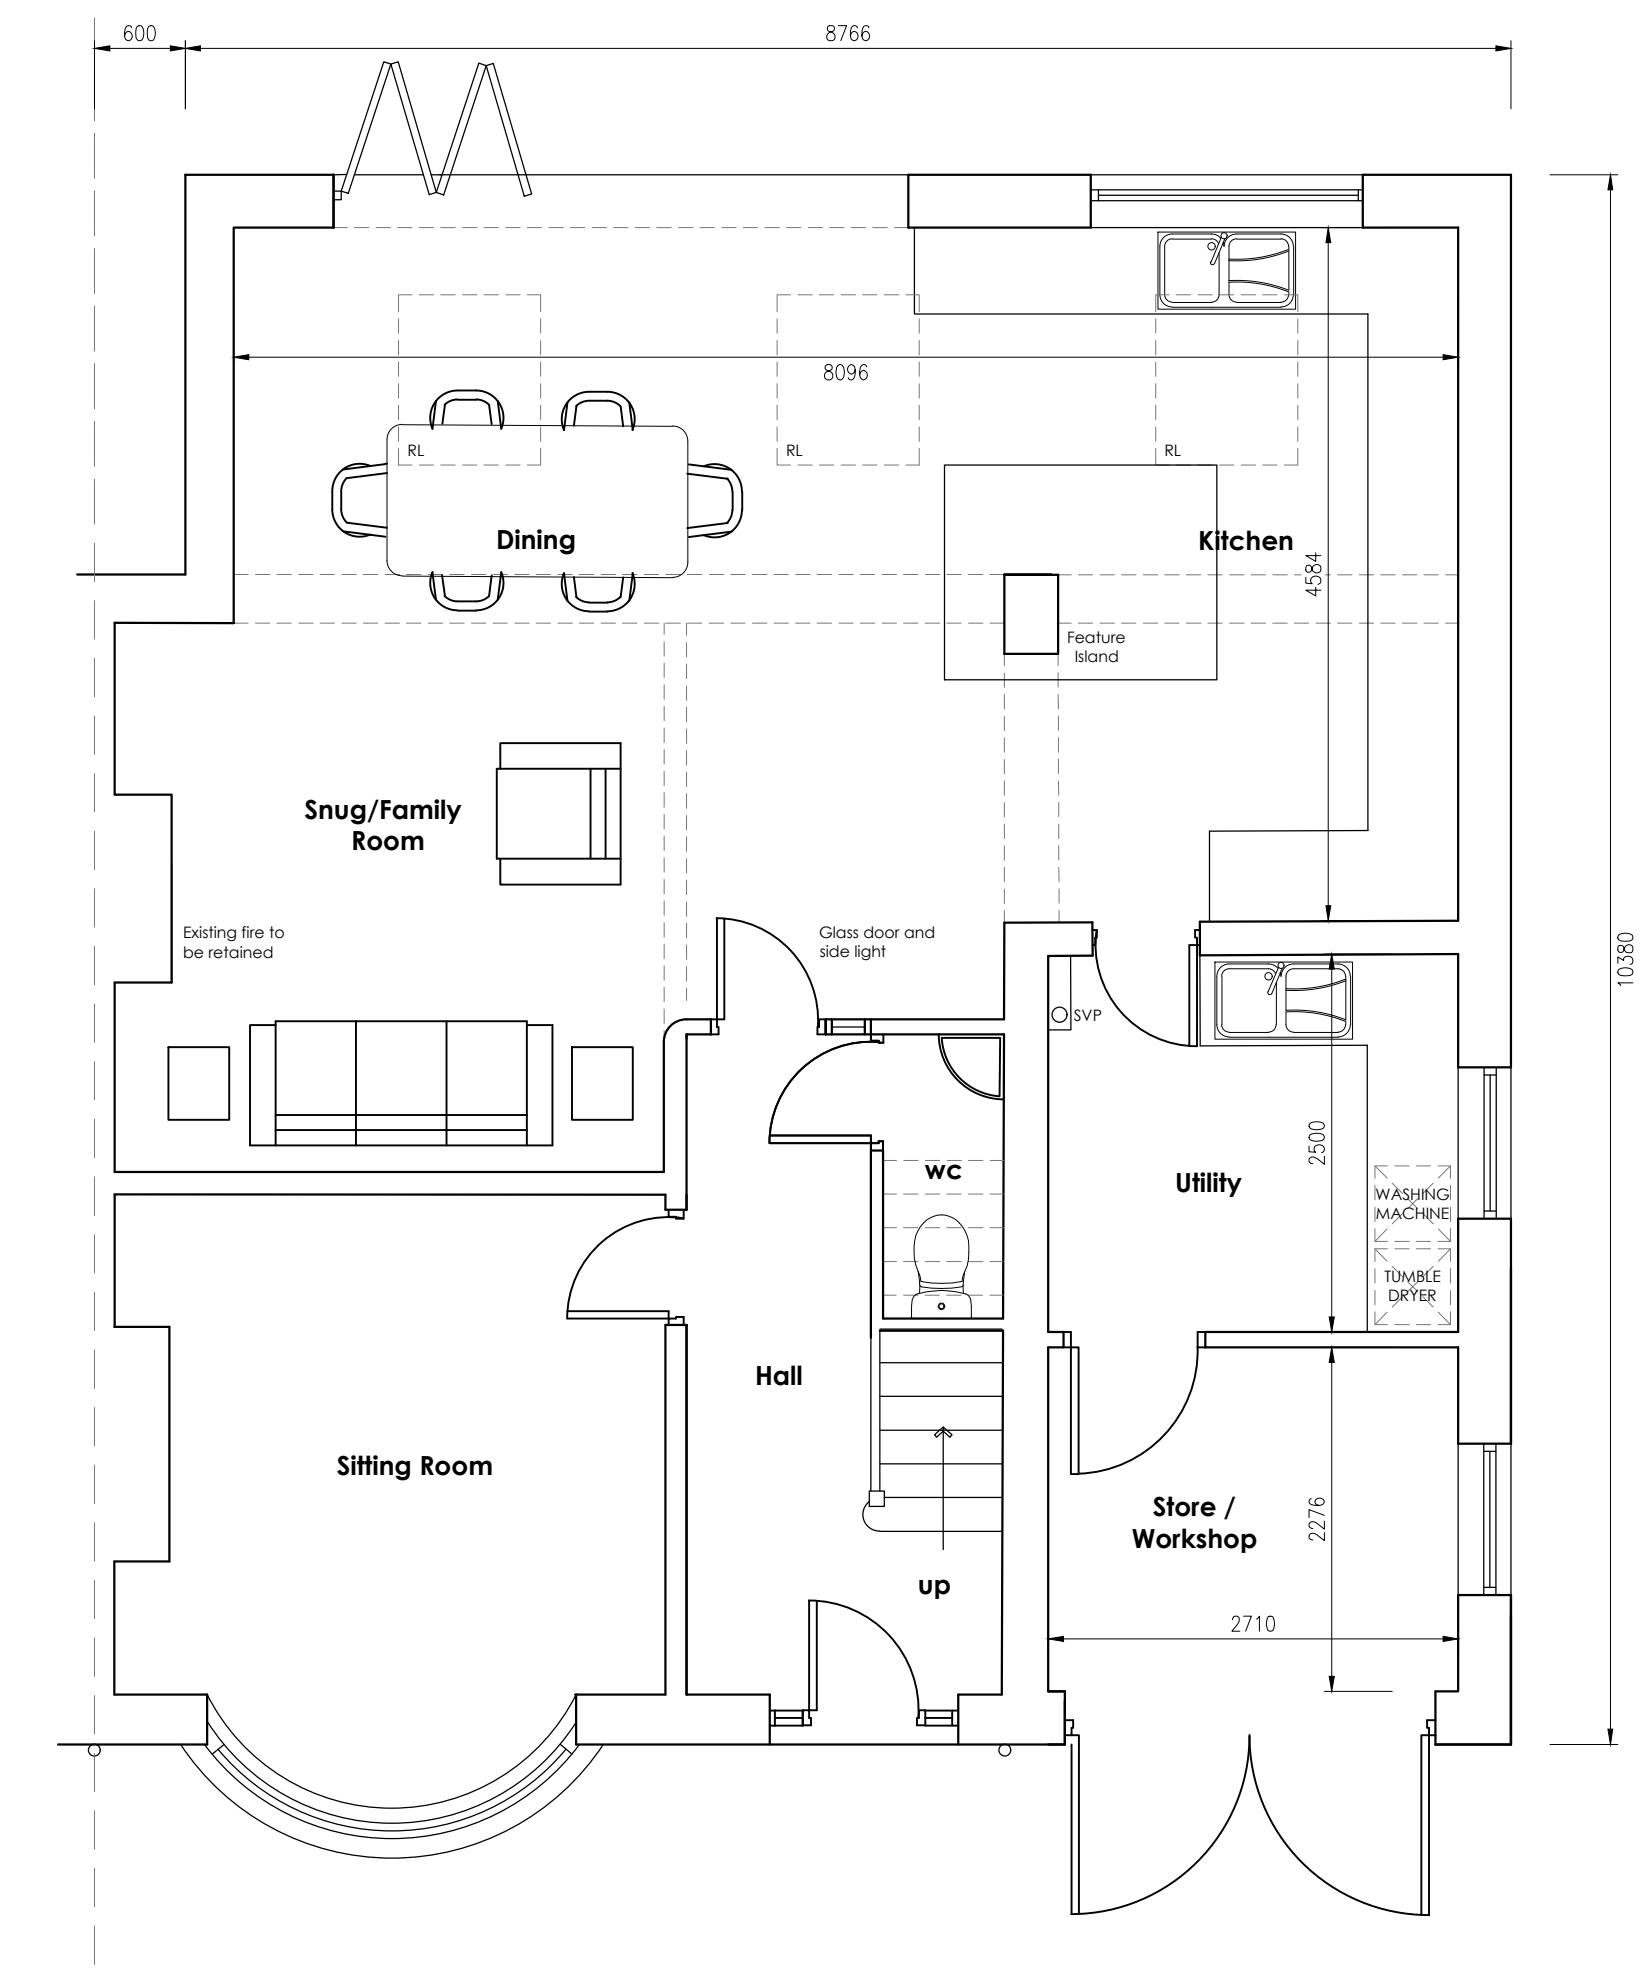 600
8766
8096
RL
RL
RL
Dining
Kitchen
4584
Feature
Island
Snug/Family
Room
Existing fire to
be retained
Glass door and
side light
10380
SVP
2500
wc
Utility
WASHING
MACHINE
TUMBLE
DRYER
Hall
Sitting Room
Store /
Workshop
2276
up
2710